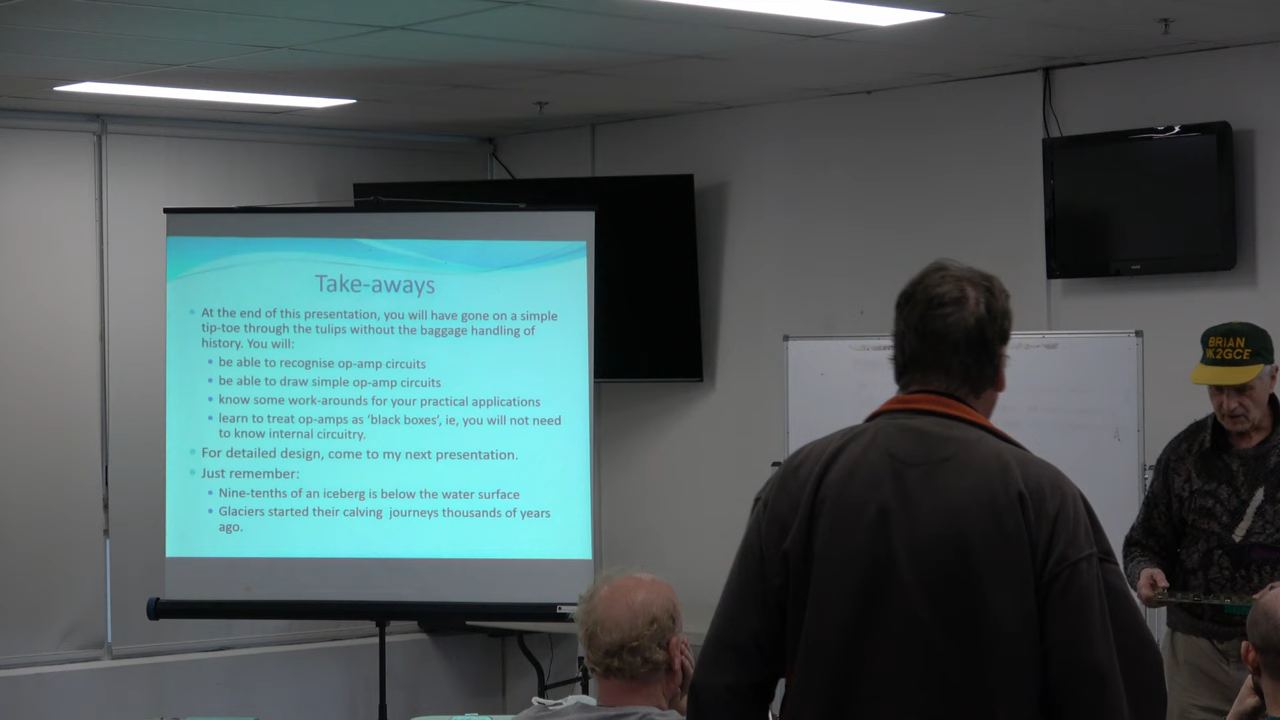 Take-aways
At the end of this presentation, you will have gone on a simple
tip-toe through the tulips without the baggage handling of
history. You will:
be able to recognise op-amp circuits
be able to draw simple op-amp circuits
know some work-arounds for your practical applications
learn to treat op-amps as ‘black boxes’, ie, you will not need
to know internal circuitry.
For detailed design, come to my next presentation.
Just remember:
Nine-tenths of an iceberg is below the water surface
Glaciers started their calving journeys thousands of years
ago.
BRIAN
VK2GCE